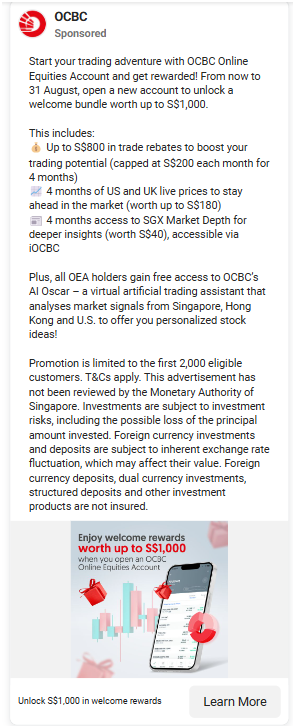 OCBC
Sponsored
Start your trading adventure with OCBC Online
Equities Account and get rewarded! From now to
31 August, open a new account to unlock a
welcome bundle worth up to S$1,000.
This includes:
💰 Up to S$800 in trade rebates to boost your
trading potential (capped at S$200 each month for
4 months)
📈 4 months of US and UK live prices to stay
ahead in the market (worth up to S$180)
📰 4 months access to SGX Market Depth for
deeper insights (worth S$40), accessible via
iOCBC
Plus, all OEA holders gain free access to OCBC's
AI Oscar – a virtual artificial trading assistant that
analyses market signals from Singapore, Hong
Kong and U.S. to offer you personalized stock
ideas!
Promotion is limited to the first 2,000 eligible
customers. T&Cs apply. This advertisement has
not been reviewed by the Monetary Authority of
Singapore. Investments are subject to investment
risks, including the possible loss of the principal
amount invested. Foreign currency investments
and deposits are subject to inherent exchange rate
fluctuation, which may affect their value. Foreign
currency deposits, dual currency investments,
structured deposits and other investment
products are not insured.
Enjoy welcome rewards
worth up to S$1,000
when you open an OCBC
Online Equities Account
Unlock S$1,000 in welcome rewards
Learn More